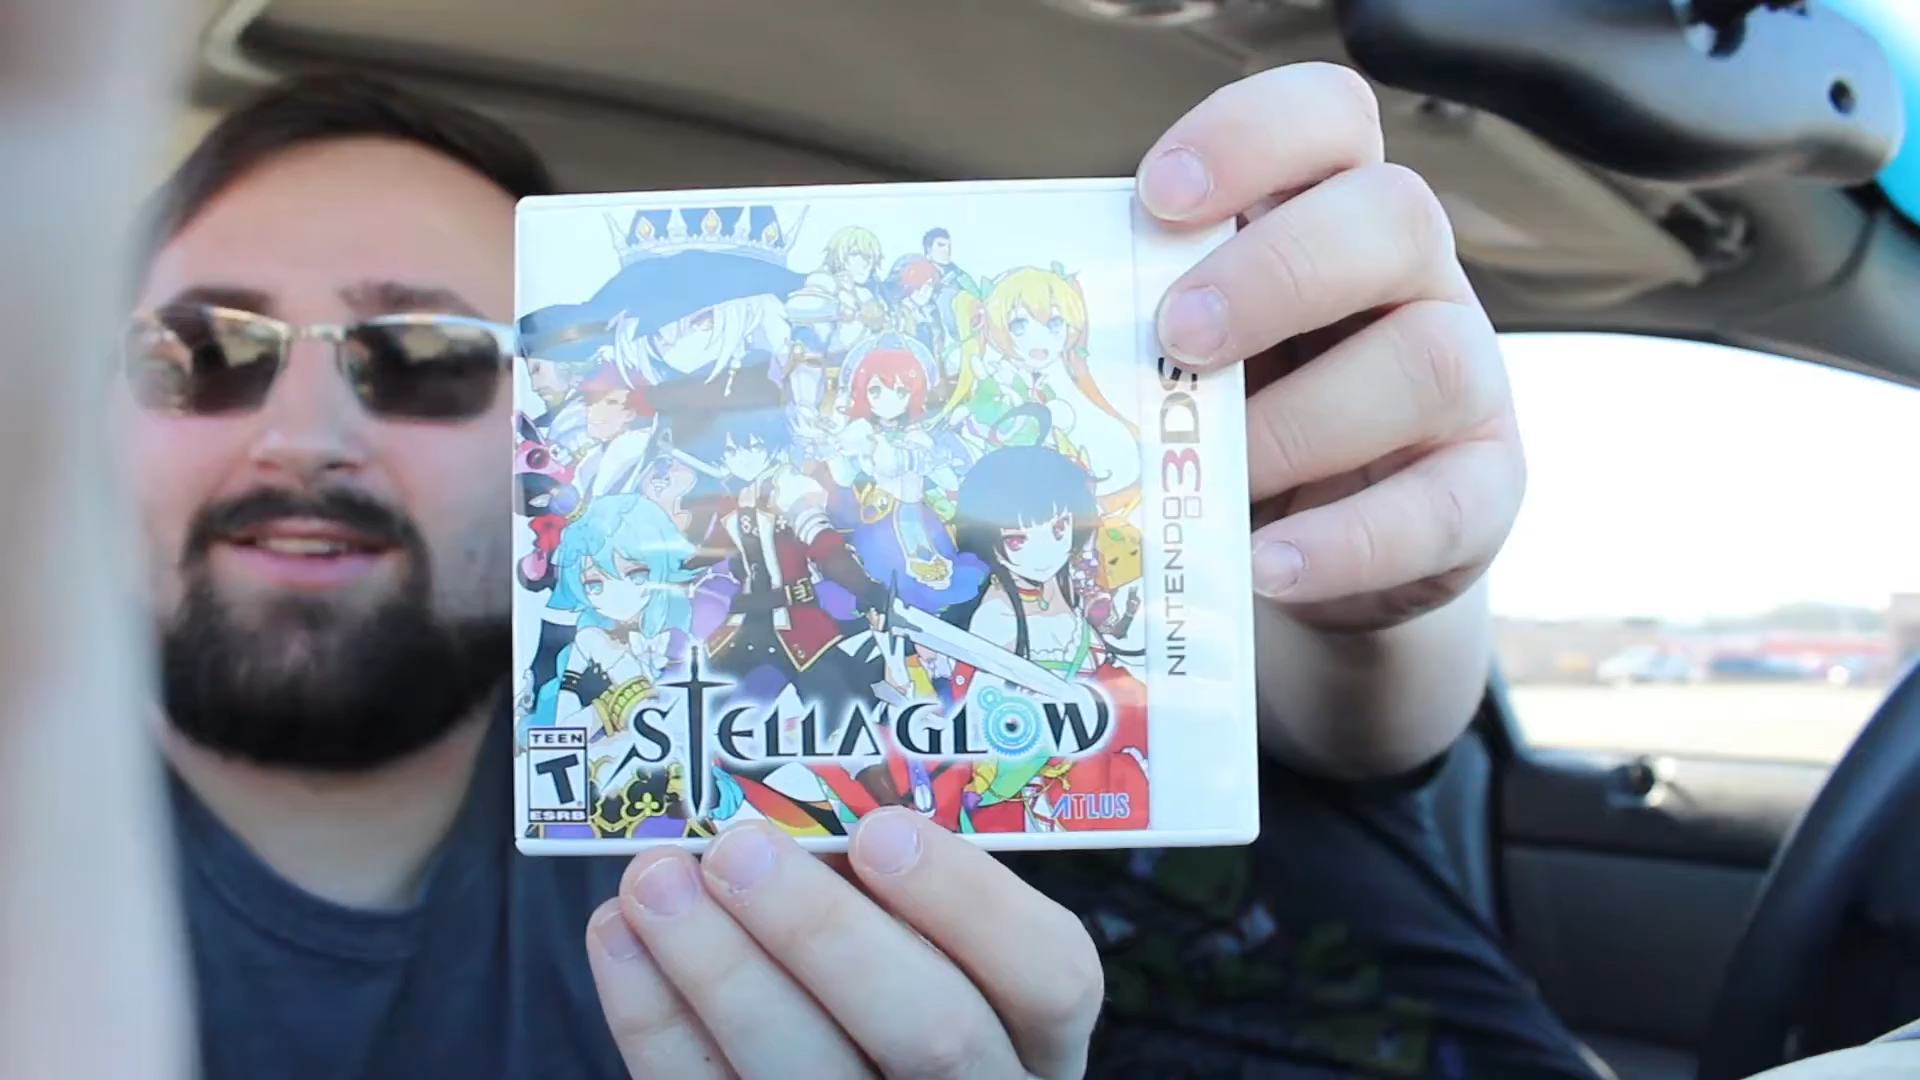 NINTENDO 3DS
STELLA GLOW
TEEN
T
ESRB
ATLUS